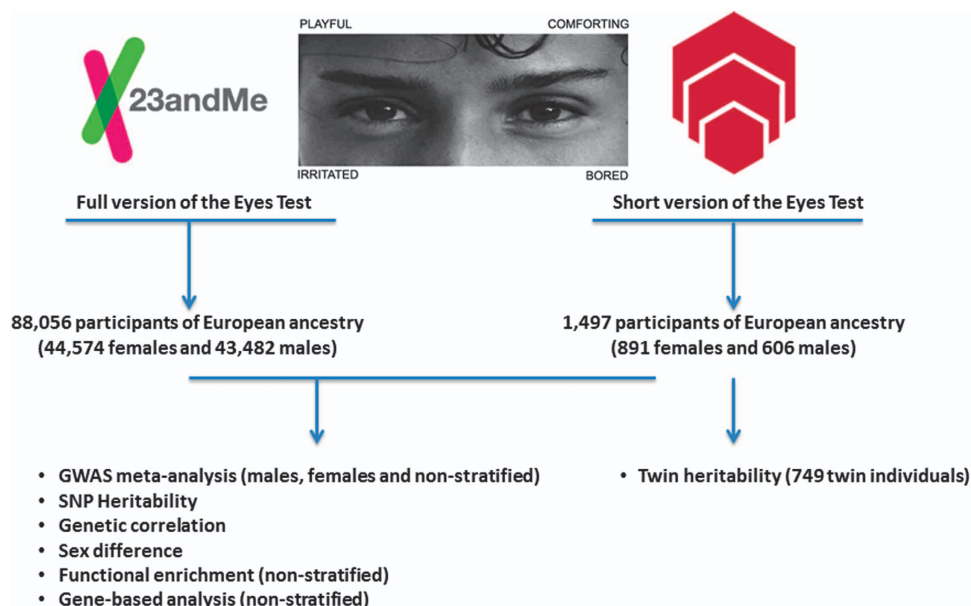 PLAYFUL COMFORTING
23andMe
IRRITATED BORED
Full version of the Eyes Test
Short version of the Eyes Test
88,056 participants of European ancestry
(44,574 females and 43,482 males)
1,497 participants of European ancestry
(891 females and 606 males)
• GWAS meta-analysis (males, females and non-stratified)
• SNP Heritability
• Genetic correlation
• Sex difference
• Functional enrichment (non-stratified)
• Gene-based analysis (non-stratified)
• Twin heritability (749 twin individuals)